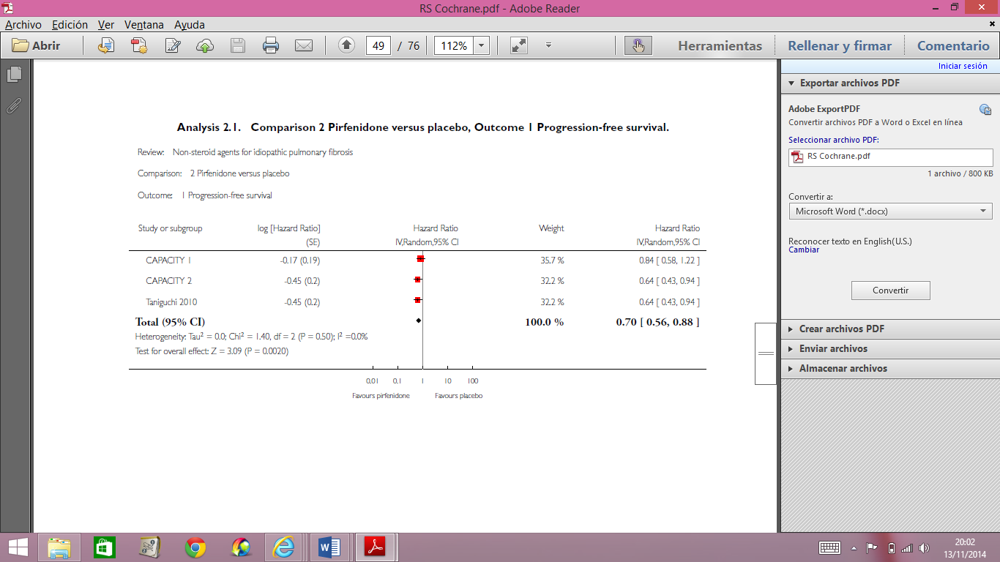 RS Cochrane.pdf - Adobe Reader
Archivo Edición Ver Ventana Ayuda
Abrir 49 / 76 112% Herramientas Rellenar y firmar Comentario
Iniciar sesión
Exportar archivos PDF
Adobe ExportPDF
Convertir archivos PDF a Word o Excel en línea
Seleccionar archivo PDF:
RS Cochrane.pdf
1 archivo / 800 KB
Convertir a:
Microsoft Word (*.docx)
Reconocer texto en English(U.S.)
Cambiar
Convertir
Crear archivos PDF
Enviar archivos
Almacenar archivos
Analysis 2.1. Comparison 2 Pirfenidone versus placebo, Outcome 1 Progression-free survival.
Review: Non-steroid agents for idiopathic pulmonary fibrosis
Comparison: 2 Pirfenidone versus placebo
Outcome: 1 Progression-free survival
Study or subgroup log [Hazard Ratio] Hazard Ratio Weight Hazard Ratio
(SE) IV,Random,95% CI IV,Random,95% CI
CAPACITY 1 -0.17 (0.19) 35.7 % 0.84 [ 0.58, 1.22 ]
CAPACITY 2 -0.45 (0.2) 32.2 % 0.64 [ 0.43, 0.94 ]
Taniguchi 2010 -0.45 (0.2) 32.2 % 0.64 [ 0.43, 0.94 ]
Total (95% CI) 100.0 % 0.70 [ 0.56, 0.88 ]
Heterogeneity: Tau² = 0.0; Chi² = 1.40, df = 2 (P = 0.50); I² =0.0%
Test for overall effect: Z = 3.09 (P = 0.0020)
0.01 0.1 1 10 100
Favours pirfenidone Favours placebo
20:02
13/11/2014